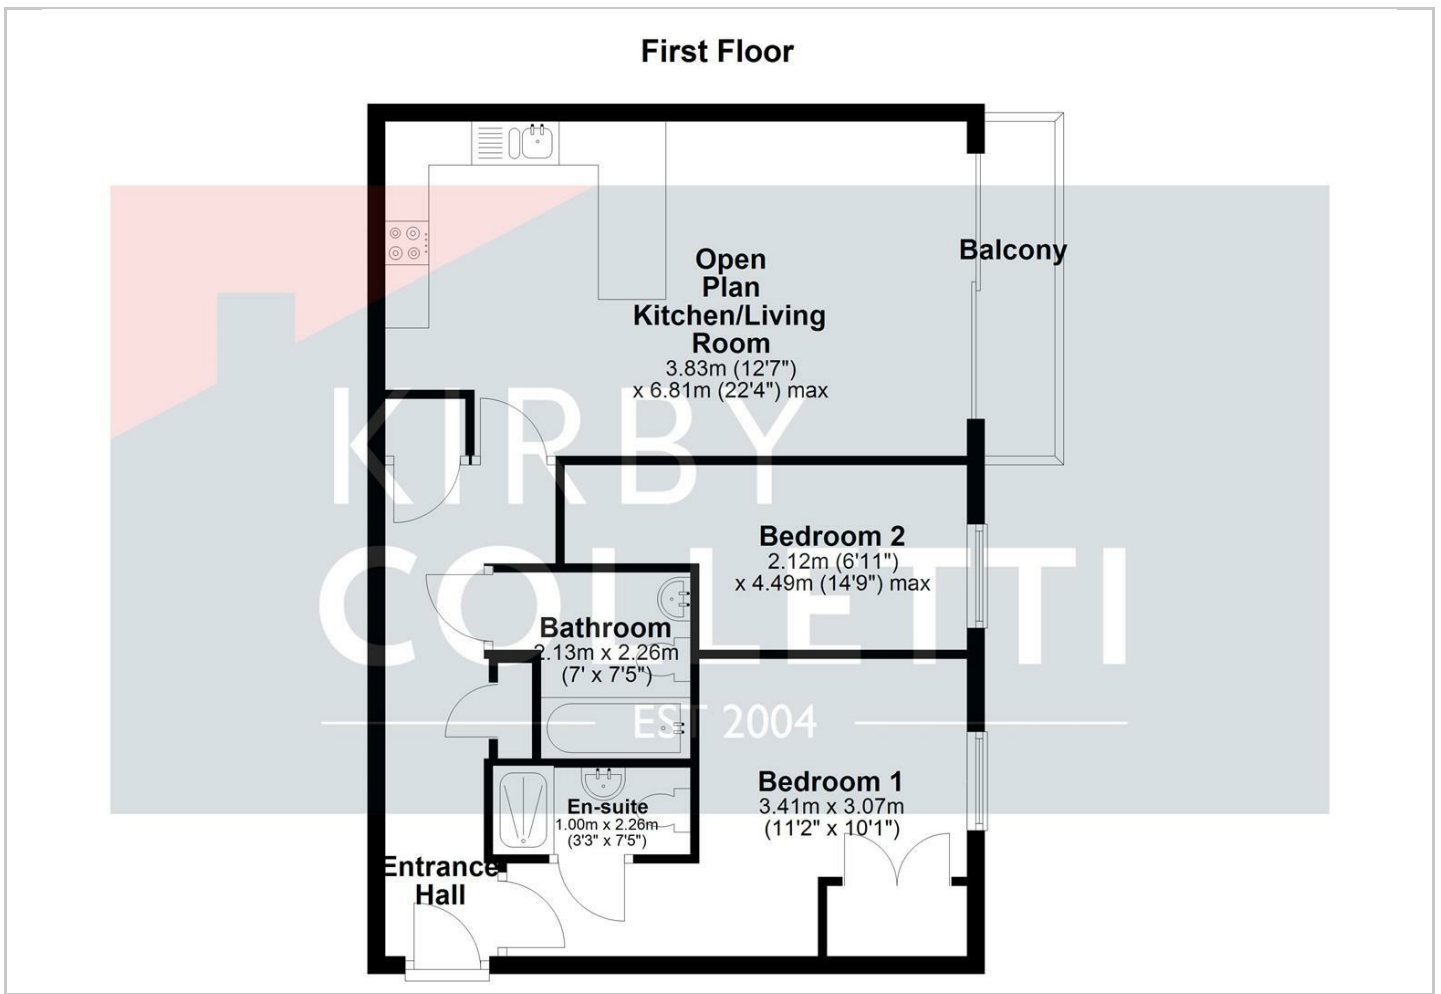 First Floor
Open
Plan
Kitchen/Living
Room
3.83m (12'7")
x 6.81m (22'4") max
Balcony
KIRBY
COLLETTI
EST 2004
Bedroom 2
2.12m (6'11")
x 4.49m (14'9") max
Bathroom
2.13m x 2.26m
(7' x 7'5")
Bedroom 1
3.41m x 3.07m
(11'2" x 10'1")
En-suite
1.00m x 2.26m
(3'3" x 7'5")
Entrance
Hall